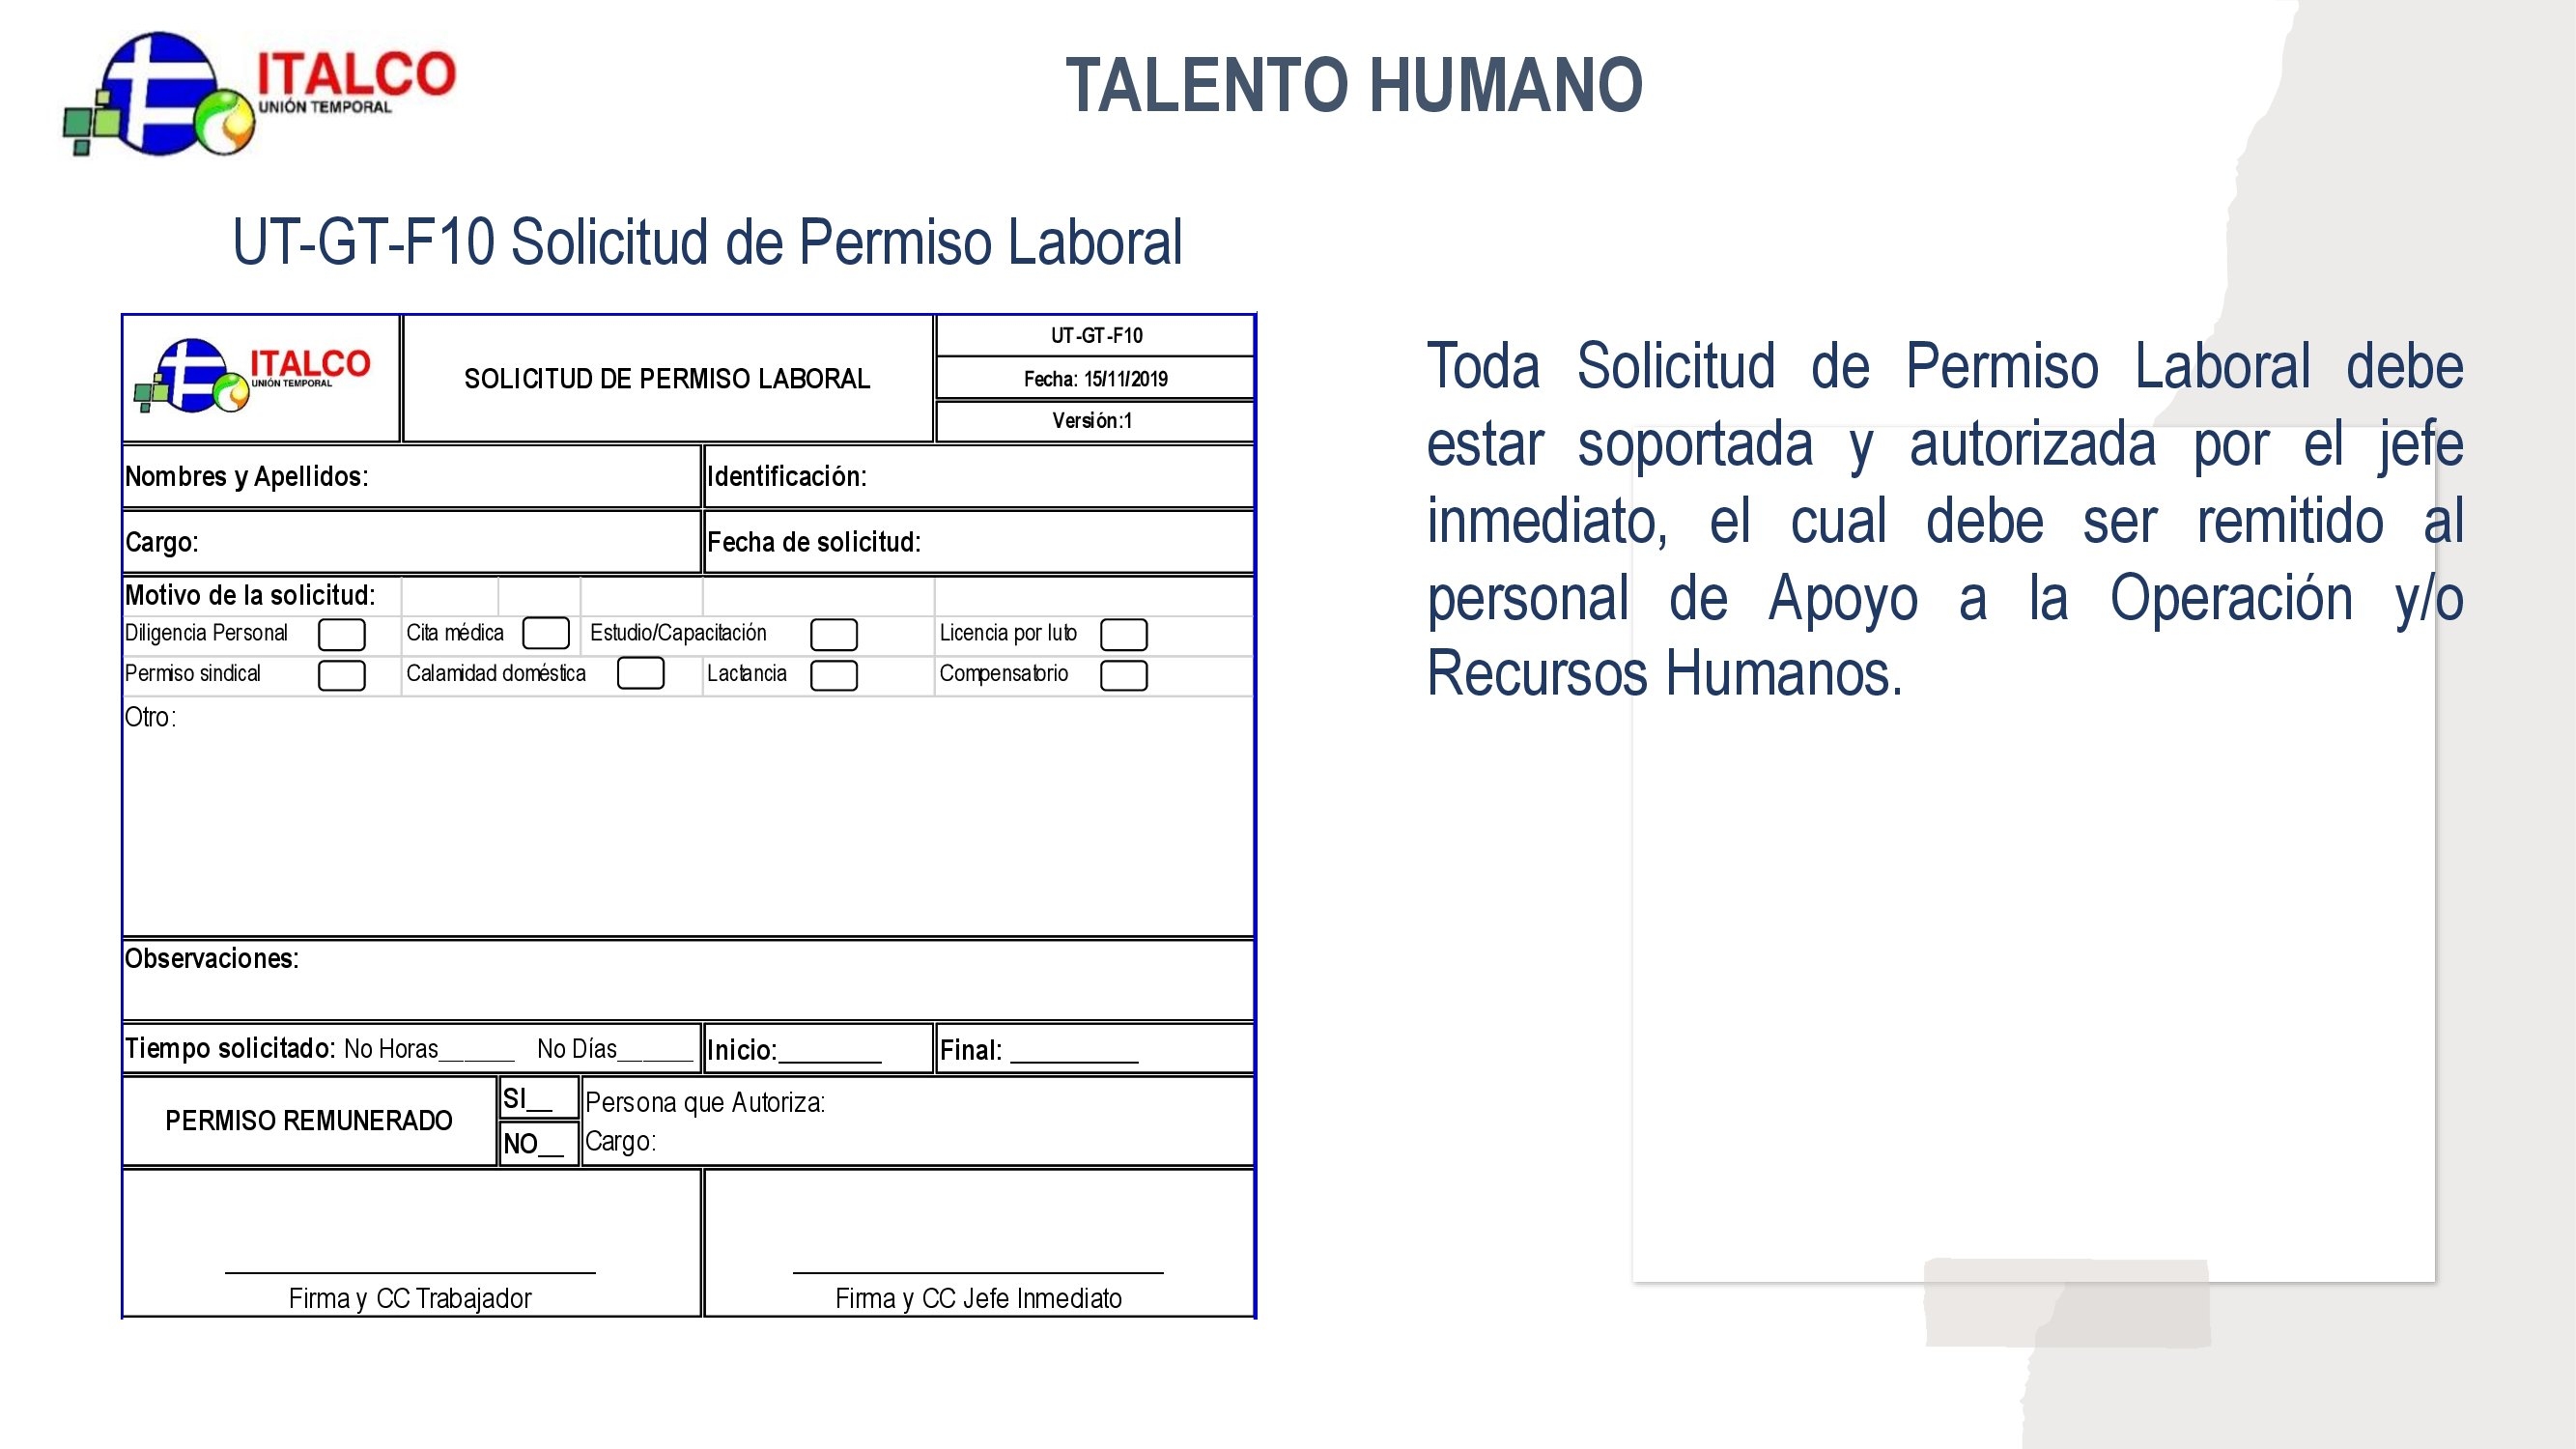 ITALCO
UNIÓN TEMPORAL
TALENTO HUMANO
UT-GT-F10 Solicitud de Permiso Laboral
ITALCO
UNIÓN TEMPORAL
SOLICITUD DE PERMISO LABORAL
UT-GT-F10
Fecha: 15/11/2019
Versión:1
Nombres y Apellidos:
Identificación:
Cargo:
Fecha de solicitud:
Motivo de la solicitud:
Diligencia Personal
Cita médica
Estudio/Capacitación
Licencia por luto
Permiso sindical
Calamidad doméstica
Lactancia
Compensatorio
Otro:
Observaciones:
Tiempo solicitado: No Horas______ No Días______
Inicio:________
Final: __________
PERMISO REMUNERADO
SI__
NO__
Persona que Autoriza:
Cargo:
Firma y CC Trabajador
Firma y CC Jefe Inmediato
Toda Solicitud de Permiso Laboral debe
estar soportada y autorizada por el jefe
inmediato, el cual debe ser remitido al
personal de Apoyo a la Operación y/o
Recursos Humanos.